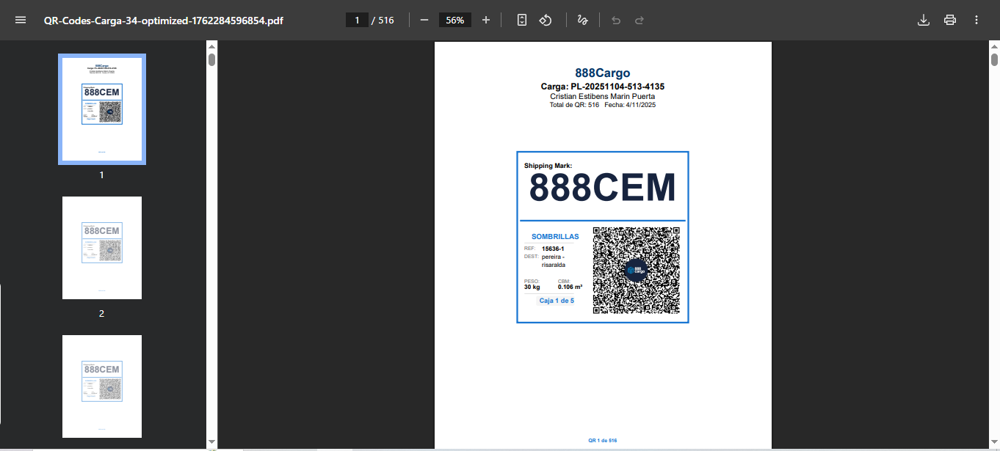 QR-Codes-Carga-34-optimized-1762284596854.pdf
1 / 516
56%
888CEM
1
888CEM
2
888CEM
888Cargo
Carga: PL-20251104-513-4135
Cristian Estibens Marin Puerta
Total de QR: 516 Fecha: 4/11/2025
Shipping Mark:
888CEM
SOMBRILLAS
REF: 15636-1
DEST: pereira -
risaralda
PESO: CBM:
30 kg 0.106 m³
Caja 1 de 5
888
cargo
QR 1 de 516